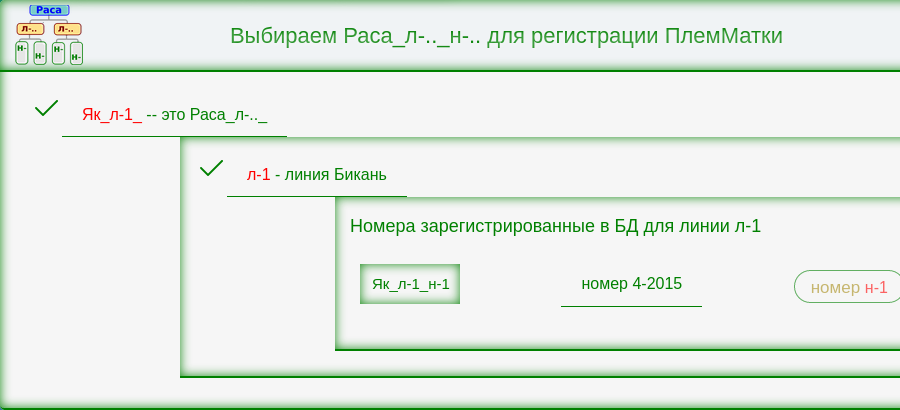 Раса
л-.. л-..
н- н- н- н-
Выбираем Раса_л-.._н-.. для регистрации ПлемМатки
Як_л-1_ -- это Раса_л-.._
л-1 - линия Бикань
Номера зарегистрированные в БД для линии л-1
Як_л-1_н-1 номер 4-2015 номер н-1